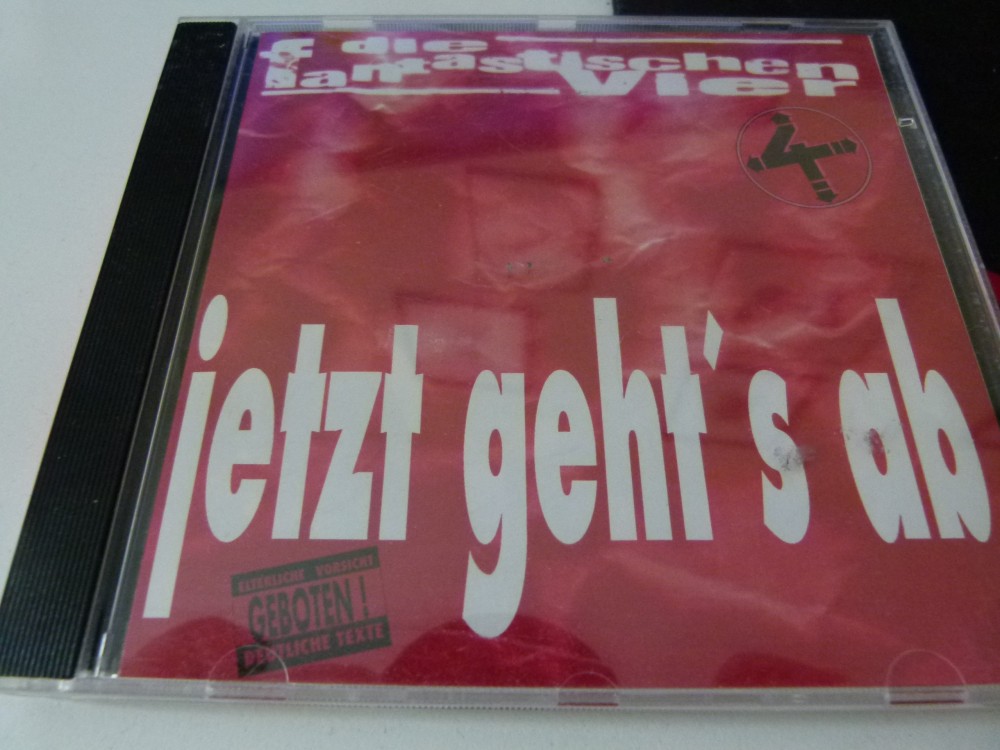 die
fantastischen
Vier
4
jetzt geht's ab
ELTERLICHE VORSICHT
GEBOTEN!
DEUTLICHE TEXTE